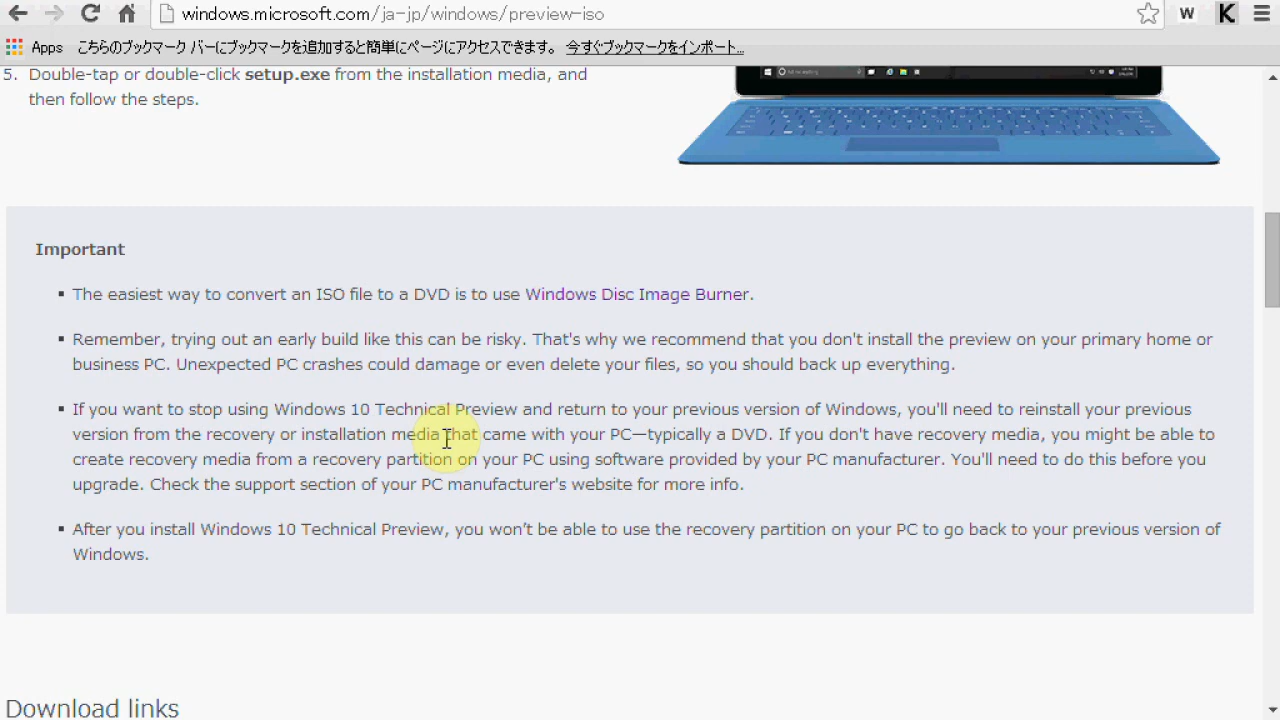 windows.microsoft.com/ja-jp/windows/preview-iso
W K
Apps こちらのブックマーク バーにブックマークを追加すると簡単にページにアクセスできます。 今すぐブックマークをインポート...
5. Double-tap or double-click setup.exe from the installation media, and
then follow the steps.
Important
▪ The easiest way to convert an ISO file to a DVD is to use Windows Disc Image Burner.
▪ Remember, trying out an early build like this can be risky. That's why we recommend that you don't install the preview on your primary home or
business PC. Unexpected PC crashes could damage or even delete your files, so you should back up everything.
▪ If you want to stop using Windows 10 Technical Preview and return to your previous version of Windows, you'll need to reinstall your previous
version from the recovery or installation media that came with your PC—typically a DVD. If you don't have recovery media, you might be able to
create recovery media from a recovery partition on your PC using software provided by your PC manufacturer. You'll need to do this before you
upgrade. Check the support section of your PC manufacturer's website for more info.
▪ After you install Windows 10 Technical Preview, you won’t be able to use the recovery partition on your PC to go back to your previous version of
Windows.
Download links